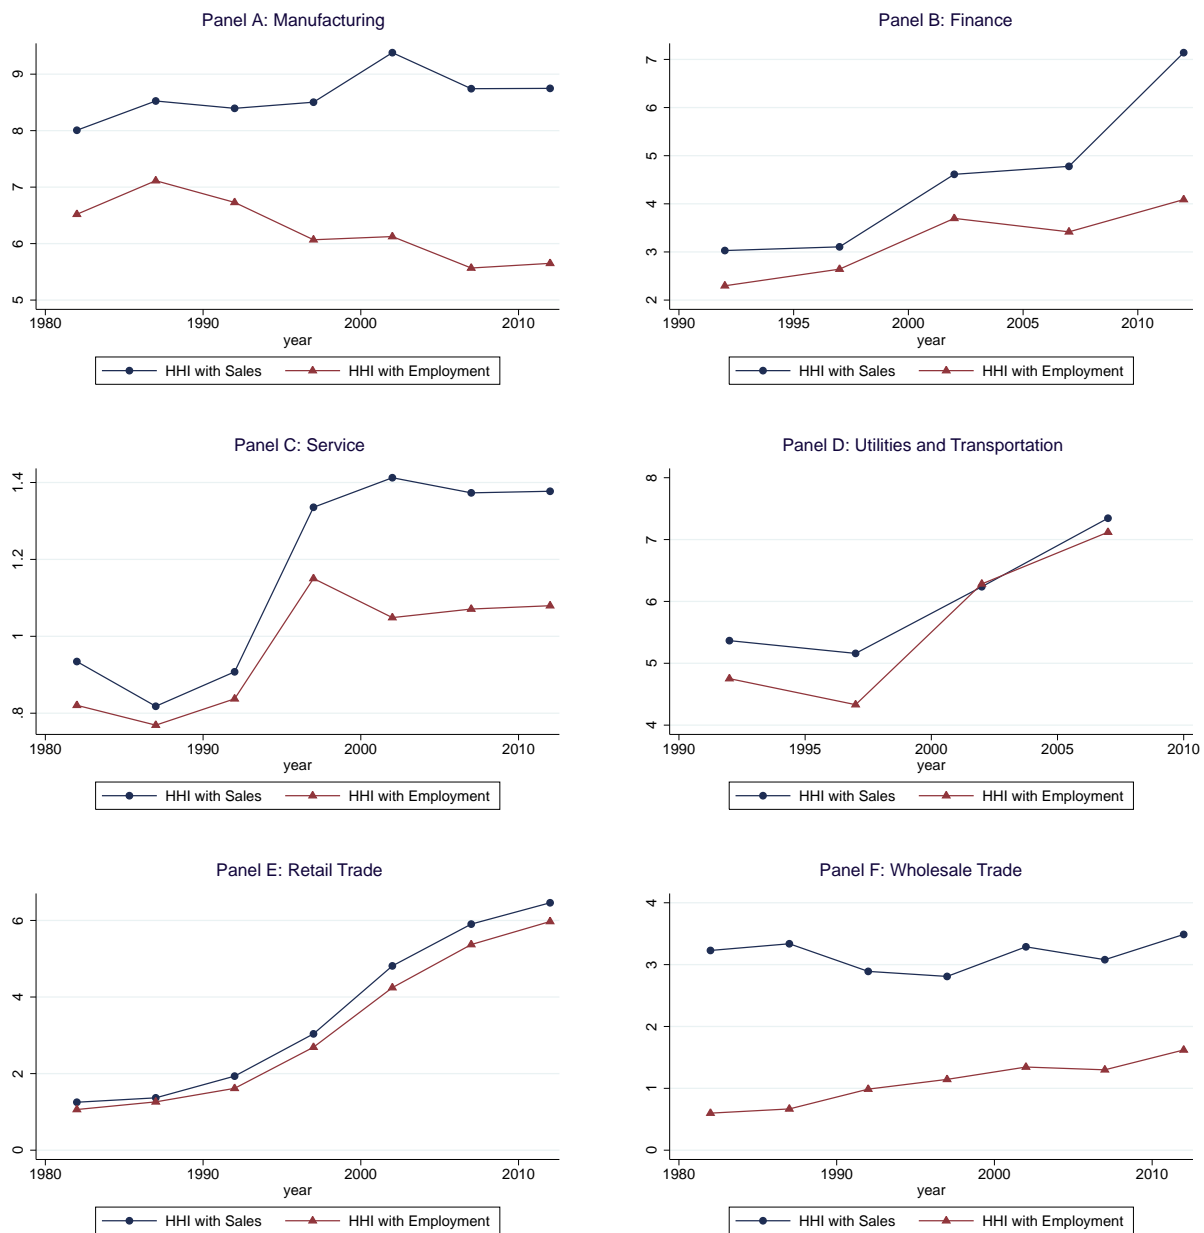 Panel A: Manufacturing
9
8
7
6
5
1980 1990 2000 2010
year
HHI with Sales HHI with Employment
Panel B: Finance
7
6
5
4
3
2
1990 1995 2000 2005 2010
year
HHI with Sales HHI with Employment
Panel C: Service
1.4
1.2
1
.8
1980 1990 2000 2010
year
HHI with Sales HHI with Employment
Panel D: Utilities and Transportation
8
7
6
5
4
1990 1995 2000 2005 2010
year
HHI with Sales HHI with Employment
Panel E: Retail Trade
6
4
2
0
1980 1990 2000 2010
year
HHI with Sales HHI with Employment
Panel F: Wholesale Trade
4
3
2
1
0
1980 1990 2000 2010
year
HHI with Sales HHI with Employment